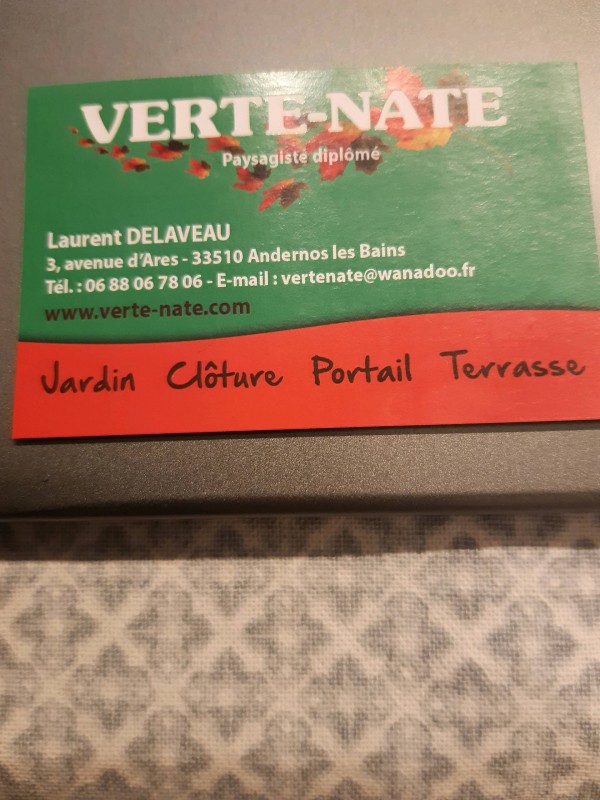 VERTE-NATE
Paysagiste diplômé
Laurent DELAVEAU
3, avenue d'Ares - 33510 Andernos les Bains
Tél. : 06 88 06 78 06 - E-mail : vertenate@wanadoo.fr
www.verte-nate.com
Jardin Clôture Portail Terrasse